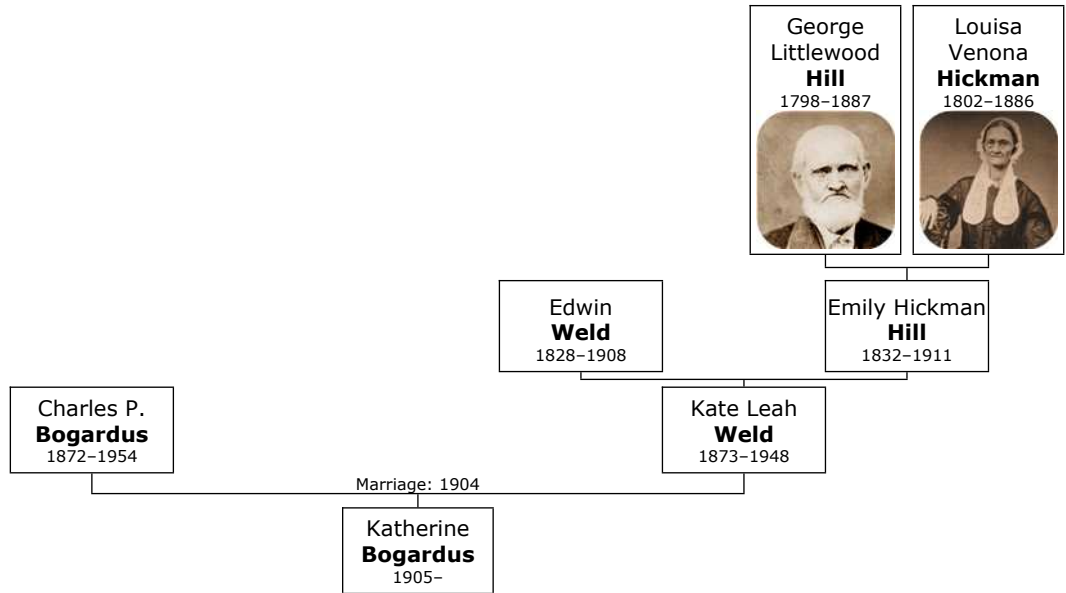 George
Littlewood
Hill
1798–1887
Louisa
Venona
Hickman
1802–1886
Edwin
Weld
1828–1908
Emily Hickman
Hill
1832–1911
Charles P.
Bogardus
1872–1954
Kate Leah
Weld
1873–1948
Marriage: 1904
Katherine
Bogardus
1905–